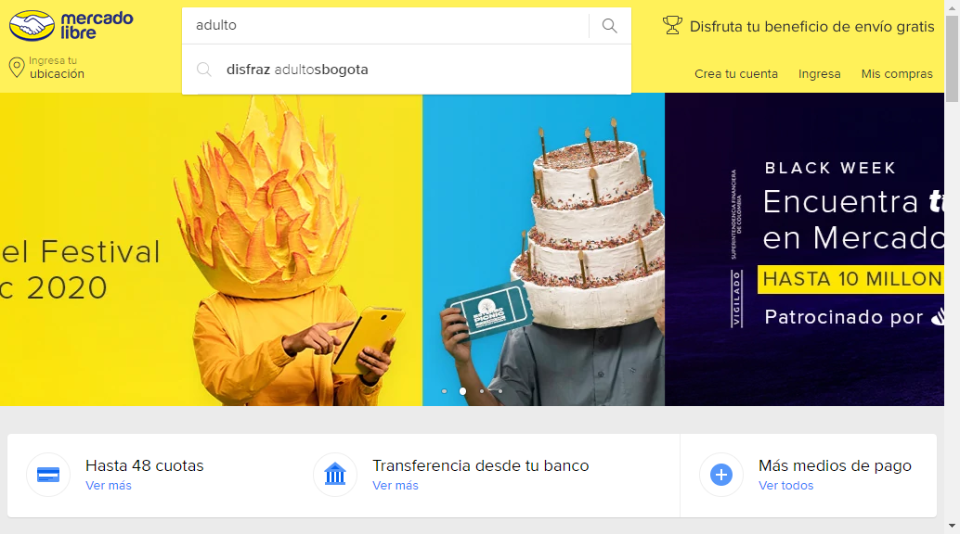 mercado
libre
adulto
Disfruta tu beneficio de envío gratis
Ingresa tu
ubicación
disfraz adultosbogota
Crea tu cuenta Ingresa Mis compras
el Festival
c 2020
PICNIC
BLACK WEEK
Encuentra tu
en Mercado
HASTA 10 MILLON
Patrocinado por
VIGILADO
SUPERINTENDENCIA FINANCIERA
DE COLOMBIA
Hasta 48 cuotas
Ver más
Transferencia desde tu banco
Ver más
Más medios de pago
Ver todos